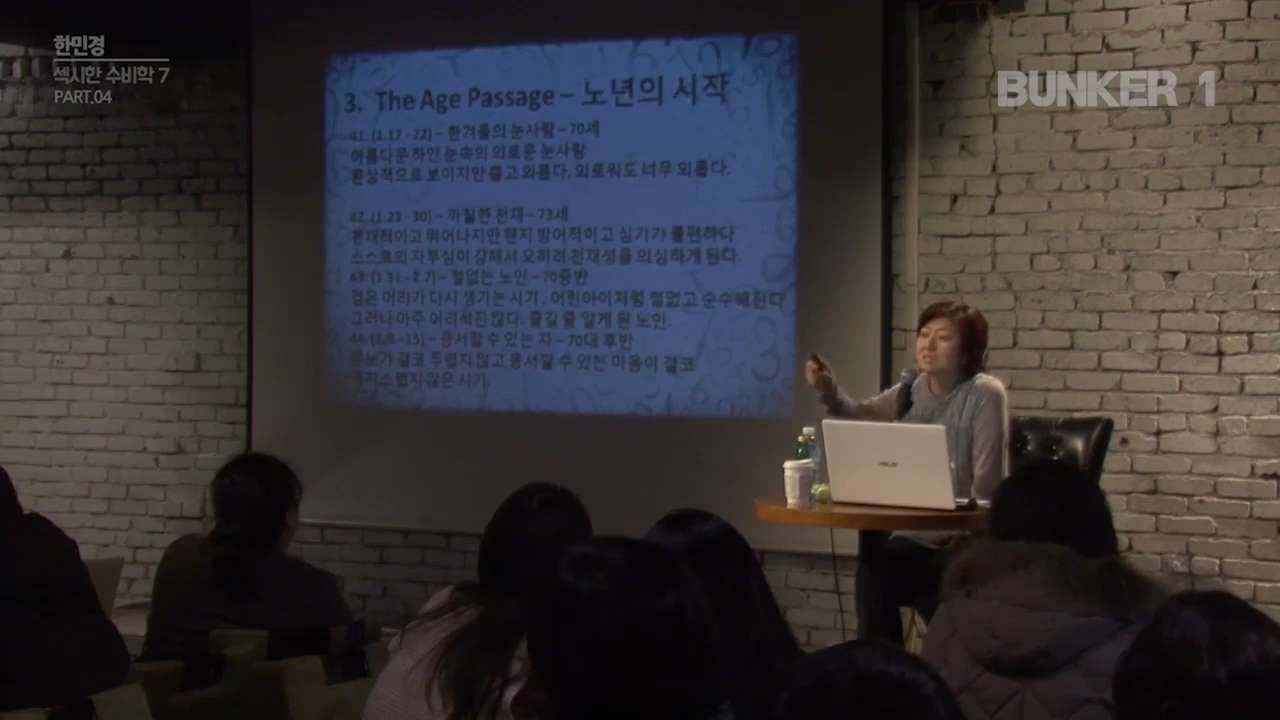 한민경
섹시한 수비학 7
PART.04
BUNKER 1
3. The Age Passage – 노년의 시작
41. (1.17 - 22) – 한겨울의 눈사람 – 70세
아름다운 하얀 눈속의 외로운 눈사람
환상적으로 보이지만 춥고 외롭다. 외로워도 너무 외롭다.
42. (1.23 - 30) – 까칠한 천재 – 73세
천재적이고 뛰어나지만 왠지 방어적이고 심기가 불편하다
스스로의 자부심이 강해서 오히려 천재성을 의심하게 된다.
43. (1.31 - 2.7) – 철없는 노인 – 70중반
검은 머리가 다시 생기는 시기, 어린아이처럼 철없고 순수해진다
그러나 아주 어리석진 않다. 즐길 줄 알게 된 노인.
44. (2.8 - 15) – 용서할 수 있는 자 – 70대 후반
결코 두렵지 않고 용서할 수 있는 마음이 결코
않은 시기
ASUS